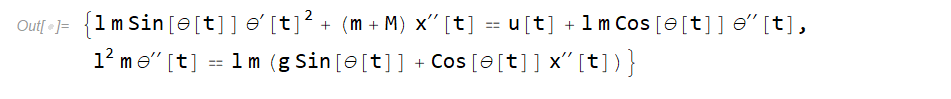 Out[•]= {l m Sin[θ[t]] θ′[t]² + (m + M) x′′[t] == u[t] + l m Cos[θ[t]] θ′′[t],
l² m θ′′[t] == l m (g Sin[θ[t]] + Cos[θ[t]] x′′[t])}